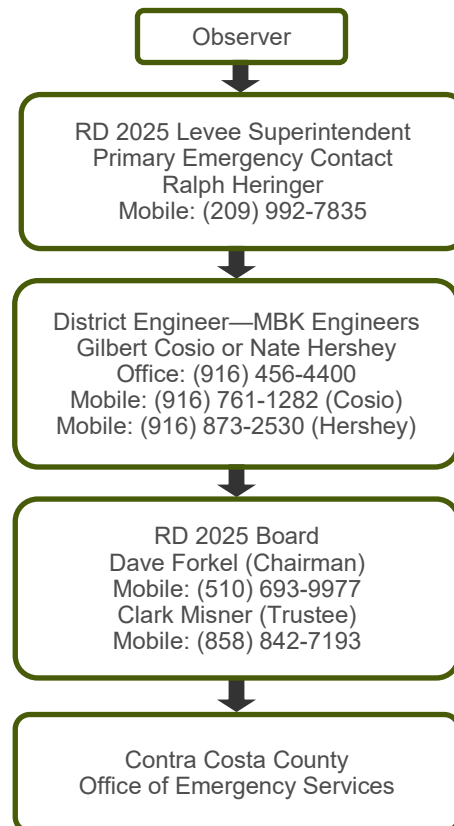 Observer
RD 2025 Levee Superintendent
Primary Emergency Contact
Ralph Heringer
Mobile: (209) 992-7835
District Engineer—MBK Engineers
Gilbert Cosio or Nate Hershey
Office: (916) 456-4400
Mobile: (916) 761-1282 (Cosio)
Mobile: (916) 873-2530 (Hershey)
RD 2025 Board
Dave Forkel (Chairman)
Mobile: (510) 693-9977
Clark Misner (Trustee)
Mobile: (858) 842-7193
Contra Costa County
Office of Emergency Services